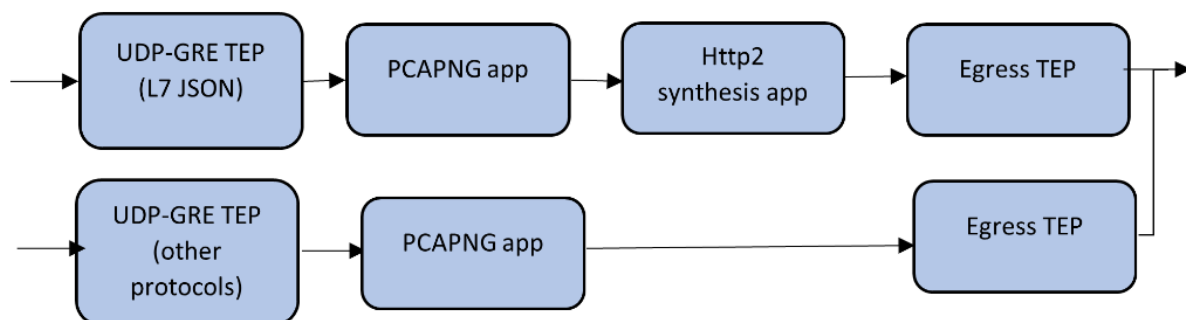 UDP-GRE TEP
(L7 JSON)
PCAPNG app
Http2
synthesis app
Egress TEP
UDP-GRE TEP
(other
protocols)
PCAPNG app
Egress TEP